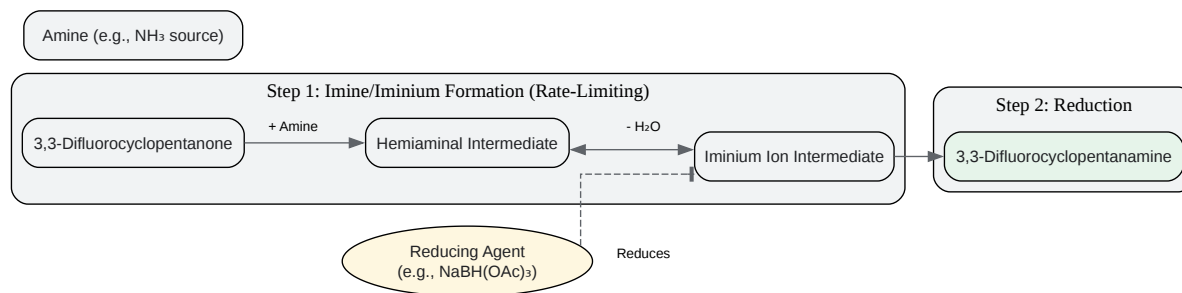 Amine (e.g., NH₃ source)
Step 1: Imine/Iminium Formation (Rate-Limiting)
Step 2: Reduction
+ Amine
- H₂O
3,3-Difluorocyclopentanone
Hemiaminal Intermediate
Iminium Ion Intermediate
3,3-Difluorocyclopentanamine
Reducing Agent
(e.g., NaBH(OAc)₃)
Reduces